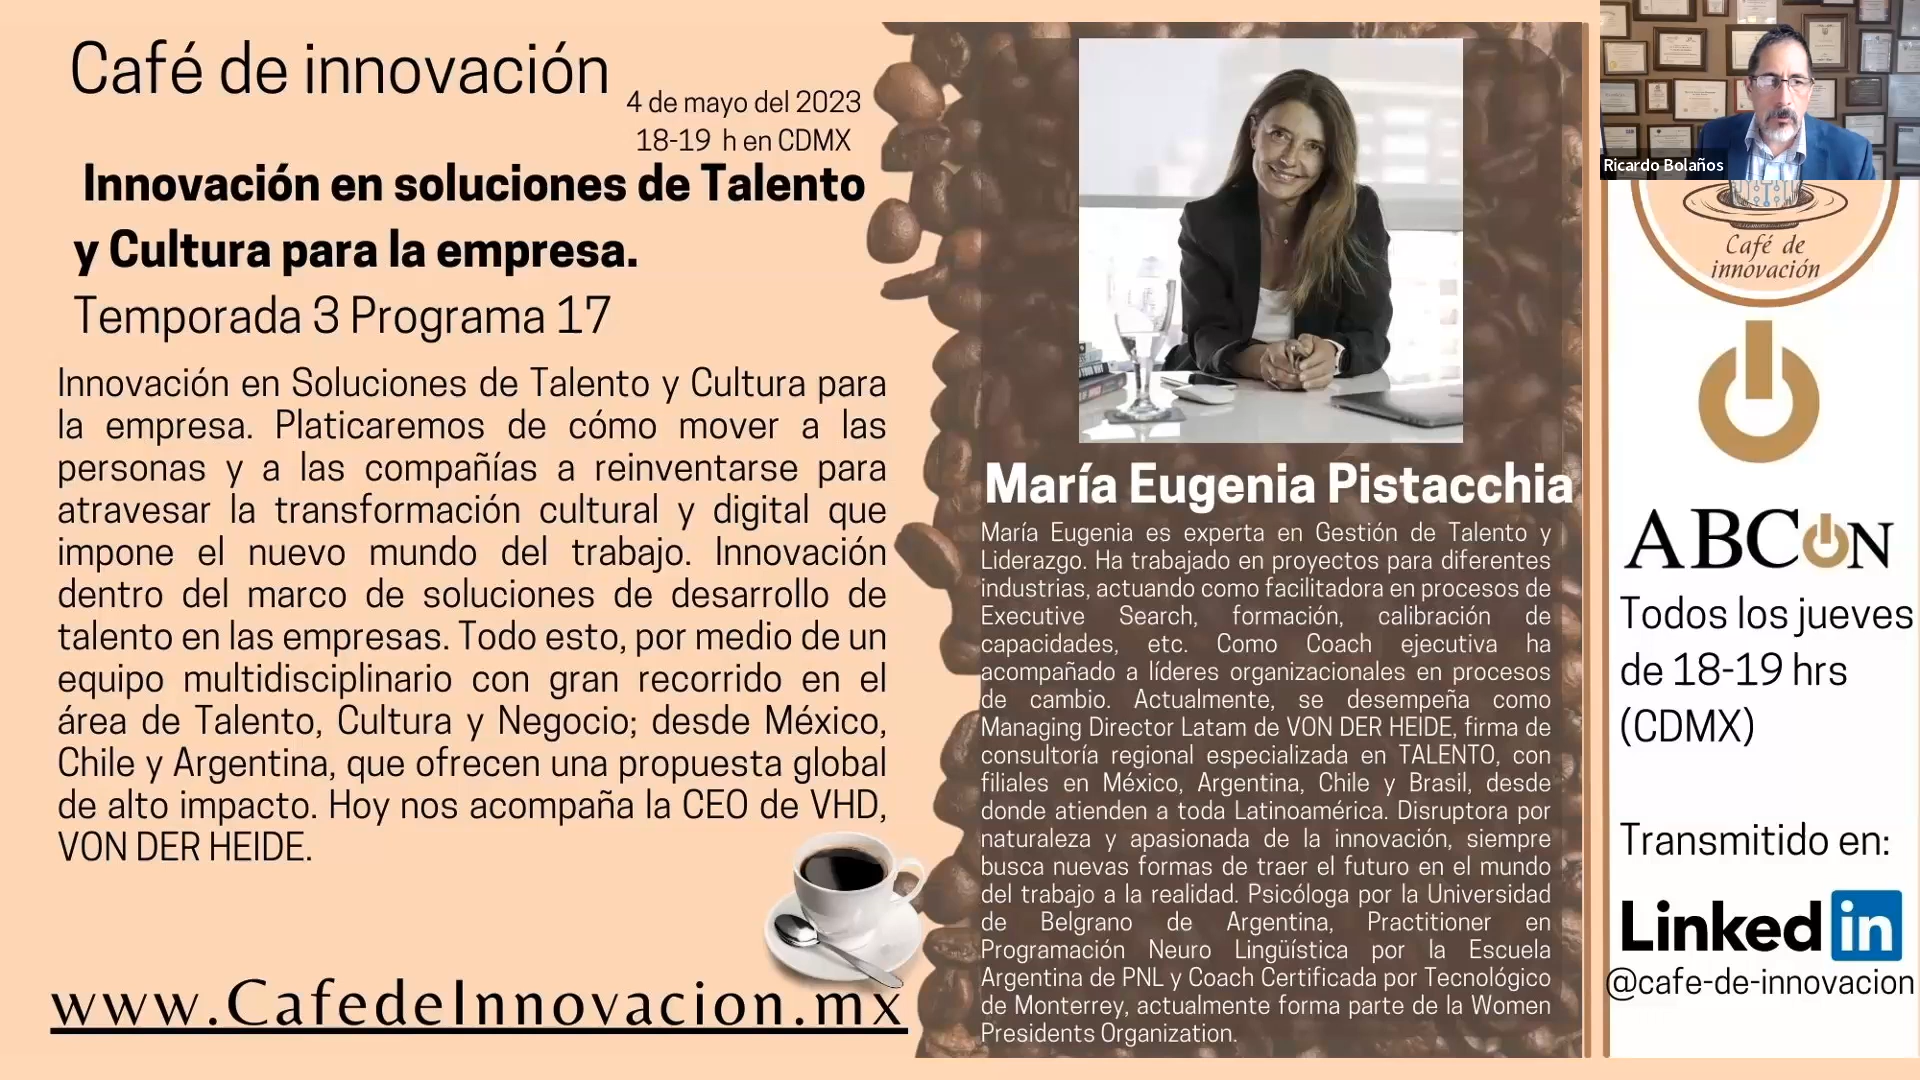 Café de innovación
4 de mayo del 2023
18-19 h en CDMX
Innovación en soluciones de Talento
y Cultura para la empresa.
Temporada 3 Programa 17
Innovación en Soluciones de Talento y Cultura para
la empresa. Platicaremos de cómo mover a las
personas y a las compañías a reinventarse para
atravesar la transformación cultural y digital que
impone el nuevo mundo del trabajo. Innovación
dentro del marco de soluciones de desarrollo de
talento en las empresas. Todo esto, por medio de un
equipo multidisciplinario con gran recorrido en el
área de Talento, Cultura y Negocio; desde México,
Chile y Argentina, que ofrecen una propuesta global
de alto impacto. Hoy nos acompaña la CEO de VHD,
VON DER HEIDE.
www.CafedeInnovacion.mx
María Eugenia Pistacchia
María Eugenia es experta en Gestión de Talento y
Liderazgo. Ha trabajado en proyectos para diferentes
industrias, actuando como facilitadora en procesos de
Executive Search, formación, calibración de
capacidades, etc. Como Coach ejecutiva ha
acompañado a líderes organizacionales en procesos
de cambio. Actualmente, se desempeña como
Managing Director Latam de VON DER HEIDE, firma de
consultoría regional especializada en TALENTO, con
filiales en México, Argentina, Chile y Brasil, desde
donde atienden a toda Latinoamérica. Disruptora por
naturaleza y apasionada de la innovación, siempre
busca nuevas formas de traer el futuro en el mundo
del trabajo a la realidad. Psicóloga por la Universidad
de Belgrano de Argentina, Practitioner en
Programación Neuro Lingüística por la Escuela
Argentina de PNL y Coach Certificada por Tecnológico
de Monterrey, actualmente forma parte de la Women
Presidents Organization.
Ricardo Bolaños
Café de
innovación
ABCON
Todos los jueves
de 18-19 hrs
(CDMX)
Transmitido en:
Linkedin
@cafe-de-innovacion